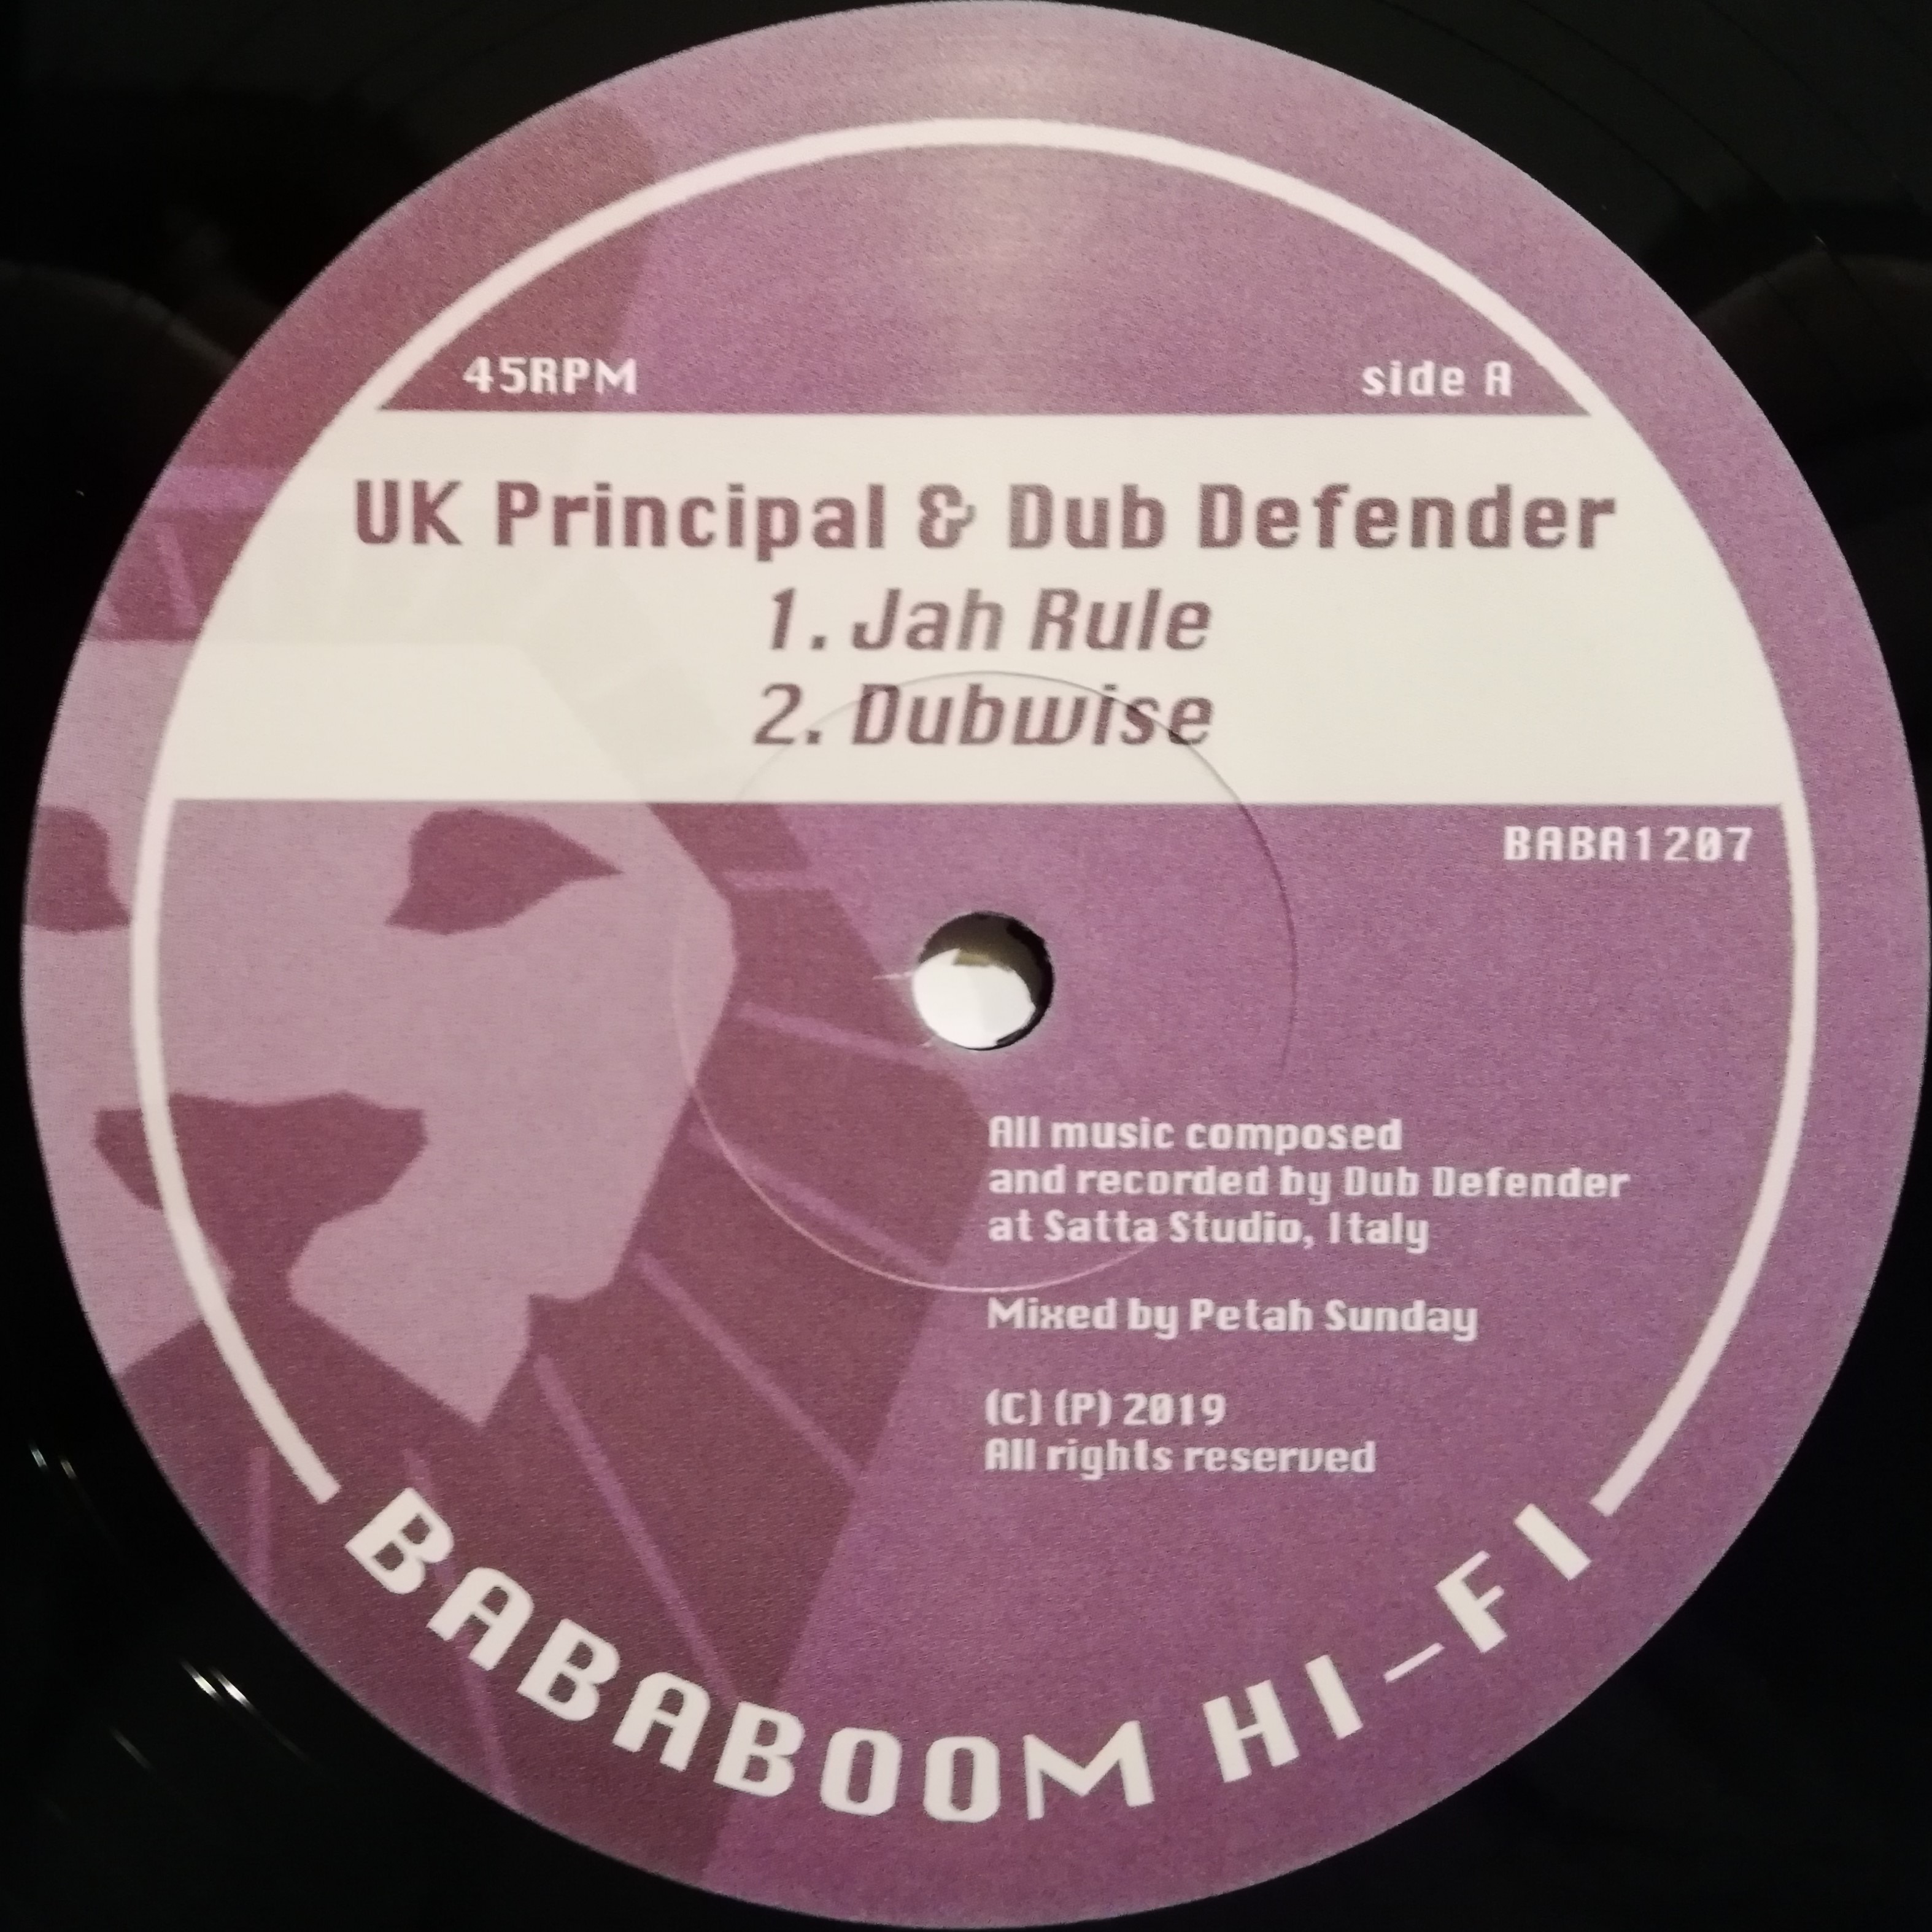 45RPM
side A
UK Principal & Dub Defender
1. Jah Rule
2. Dubwise
BABA1207
All music composed
and recorded by Dub Defender
at Satta Studio, Italy
Mixed by Petah Sunday
(C) (P) 2019
All rights reserved
BABABOOM HI-FI